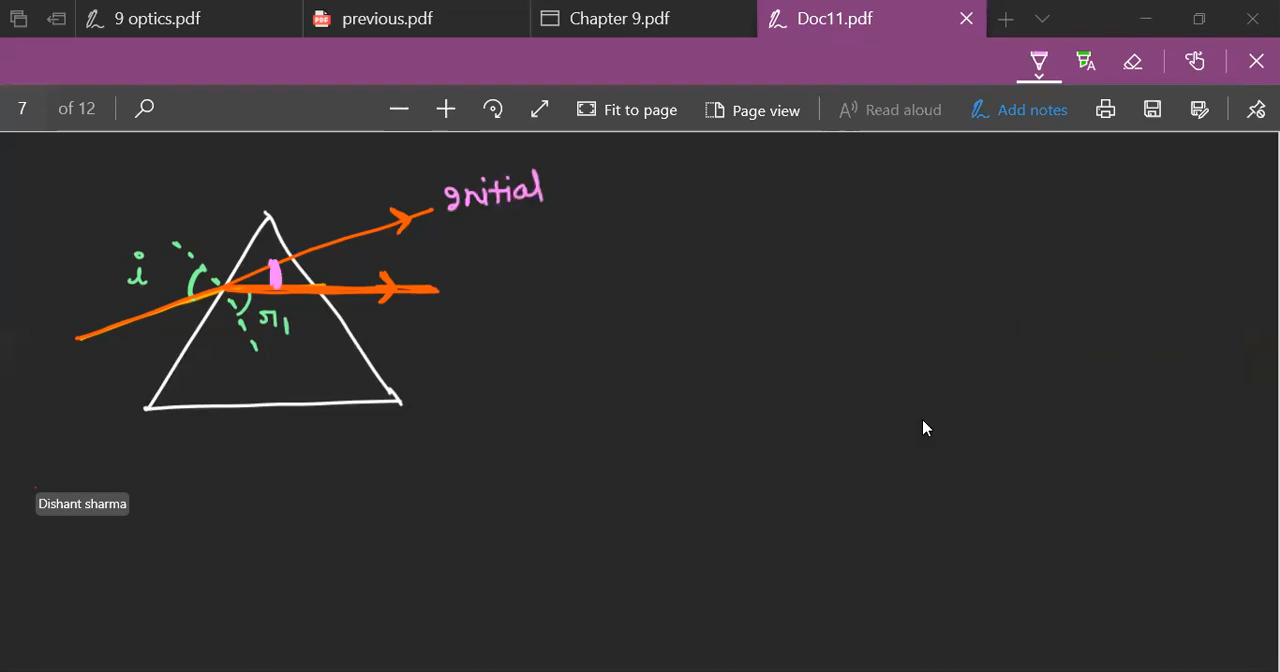 9 optics.pdf
previous.pdf
Chapter 9.pdf
Doc11.pdf
7 of 12
Fit to page
Page view
Read aloud
Add notes
Initial
i
r1
Dishant sharma